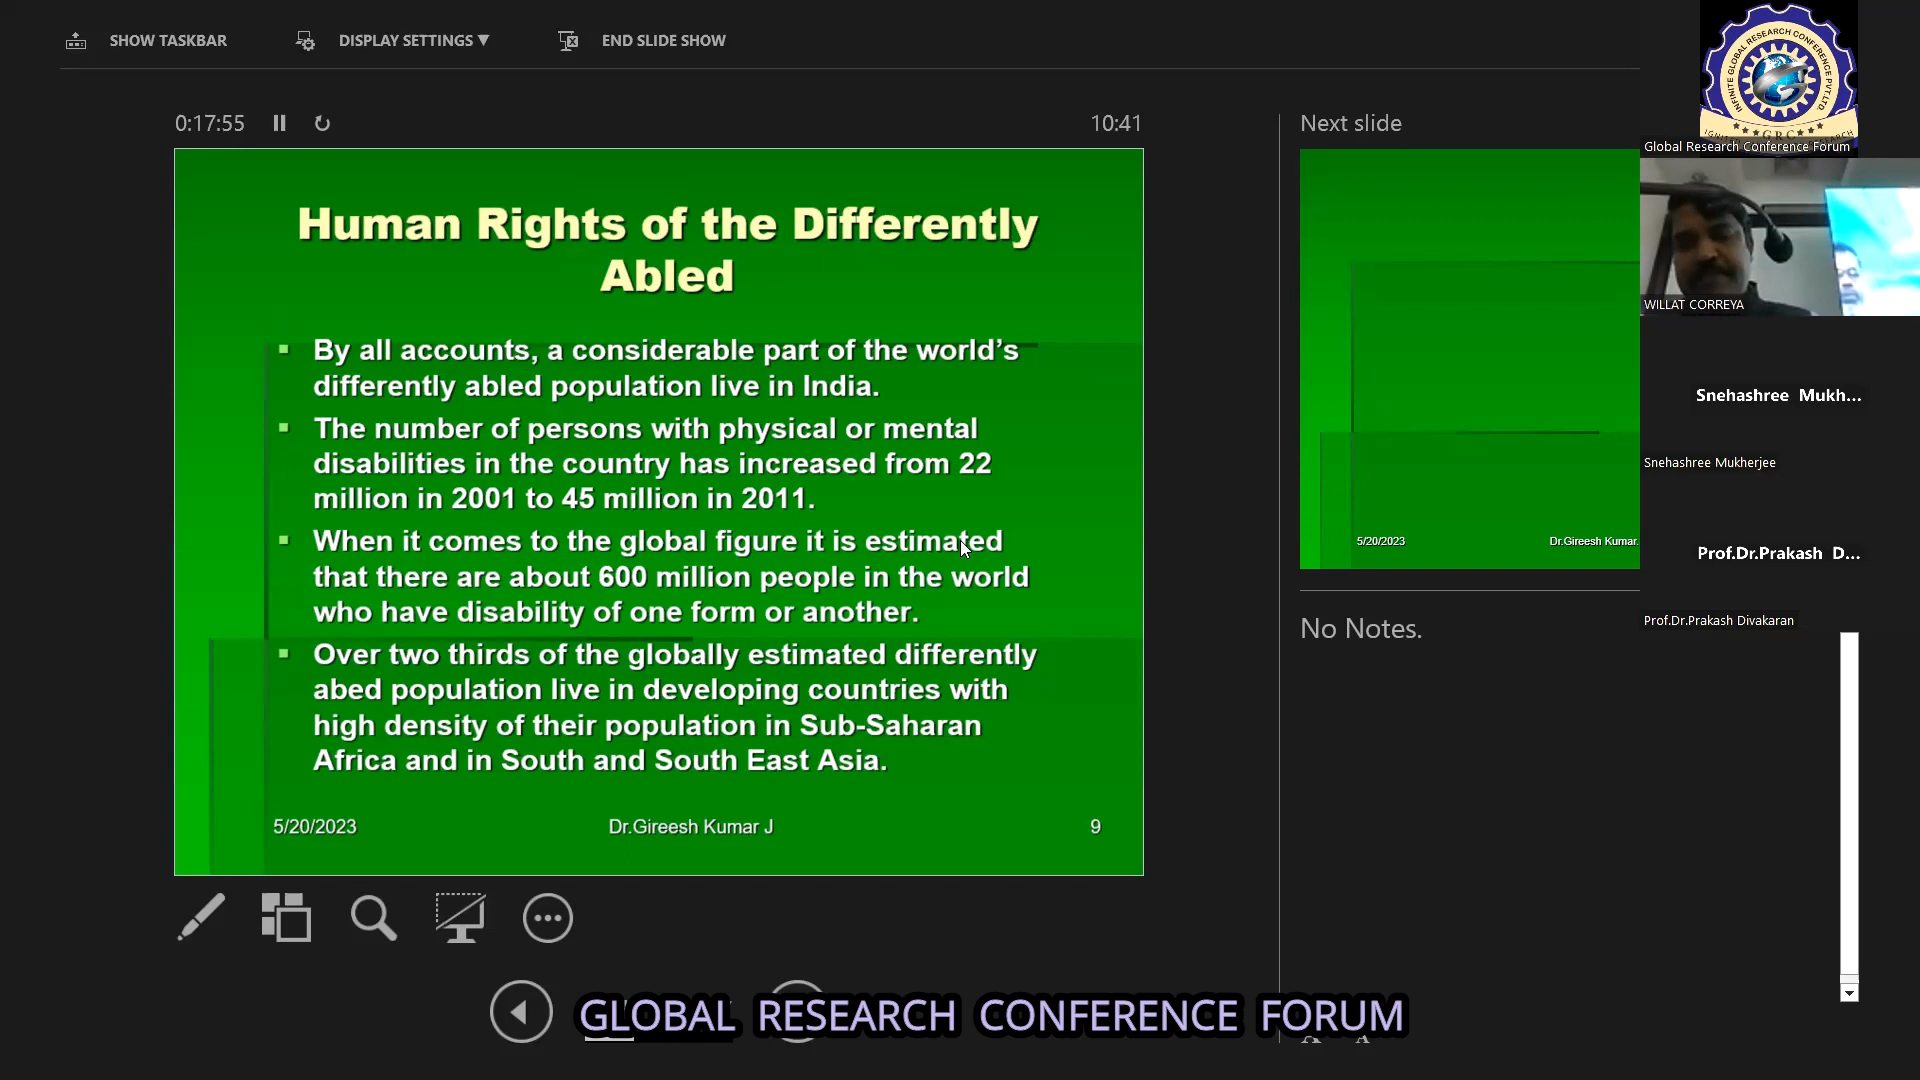 SHOW TASKBAR
DISPLAY SETTINGS ▼
END SLIDE SHOW
0:17:55
10:41
Human Rights of the Differently
Abled
▪ By all accounts, a considerable part of the world’s
differently abled population live in India.
▪ The number of persons with physical or mental
disabilities in the country has increased from 22
million in 2001 to 45 million in 2011.
▪ When it comes to the global figure it is estimated
that there are about 600 million people in the world
who have disability of one form or another.
▪ Over two thirds of the globally estimated differently
abed population live in developing countries with
high density of their population in Sub-Saharan
Africa and in South and South East Asia.
5/20/2023
Dr.Gireesh Kumar J
9
Next slide
5/20/2023
Dr.Gireesh Kumar.
No Notes.
INFINITE GLOBAL RESEARCH CONFERENCE PVT.LTD.
GRC
Global Research Conference Forum
WILLAT CORREYA
Snehashree Mukh...
Snehashree Mukherjee
Prof.Dr.Prakash D...
Prof.Dr.Prakash Divakaran
GLOBAL RESEARCH CONFERENCE FORUM